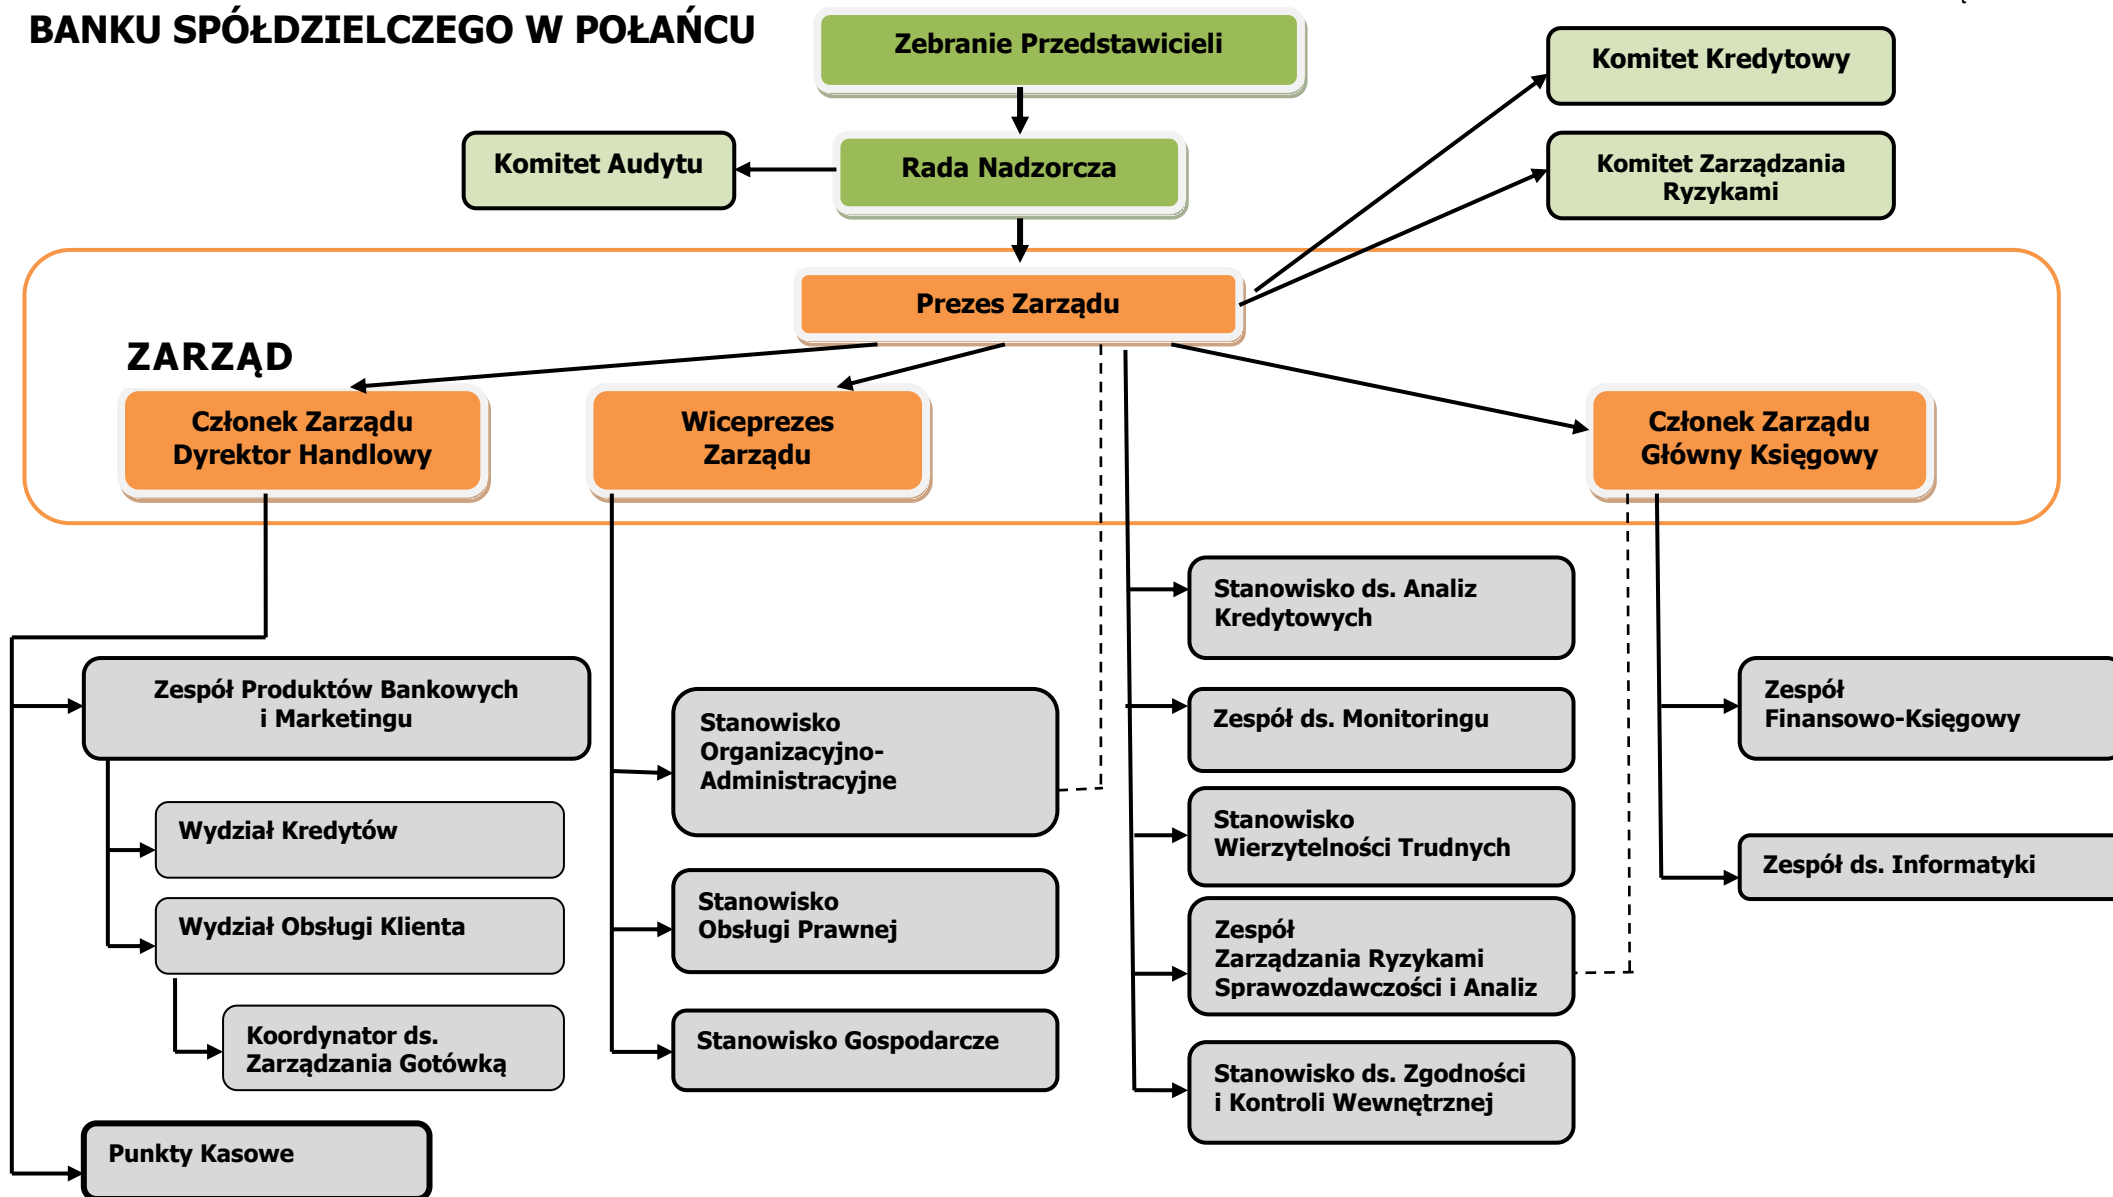 BANKU SPÓŁDZIELCZEGO W POŁAŃCU
Zebranie Przedstawicieli
Komitet Kredytowy
Komitet Audytu
Rada Nadzorcza
Komitet Zarządzania
Ryzykami
Prezes Zarządu
ZARZĄD
Członek Zarządu
Dyrektor Handlowy
Wiceprezes
Zarządu
Członek Zarządu
Główny Księgowy
Zespół Produktów Bankowych
i Marketingu
Wydział Kredytów
Wydział Obsługi Klienta
Koordynator ds.
Zarządzania Gotówką
Punkty Kasowe
Stanowisko
Organizacyjno-
Administracyjne
Stanowisko
Obsługi Prawnej
Stanowisko Gospodarcze
Stanowisko ds. Analiz
Kredytowych
Zespół ds. Monitoringu
Stanowisko
Wierzytelności Trudnych
Zespół
Zarządzania Ryzykami
Sprawozdawczości i Analiz
Stanowisko ds. Zgodności
i Kontroli Wewnętrznej
Zespół
Finansowo-Księgowy
Zespół ds. Informatyki